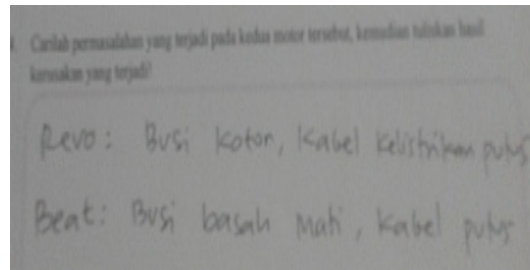 Carilah permasalahan yang terjadi pada kedua motor tersebut, kemudian tuliskan hasil
kerusakan yang terjadi!
Revo: Busi kotor, Kabel Kelistrikan putus
Beat: Busi basah Mati, Kabel putus